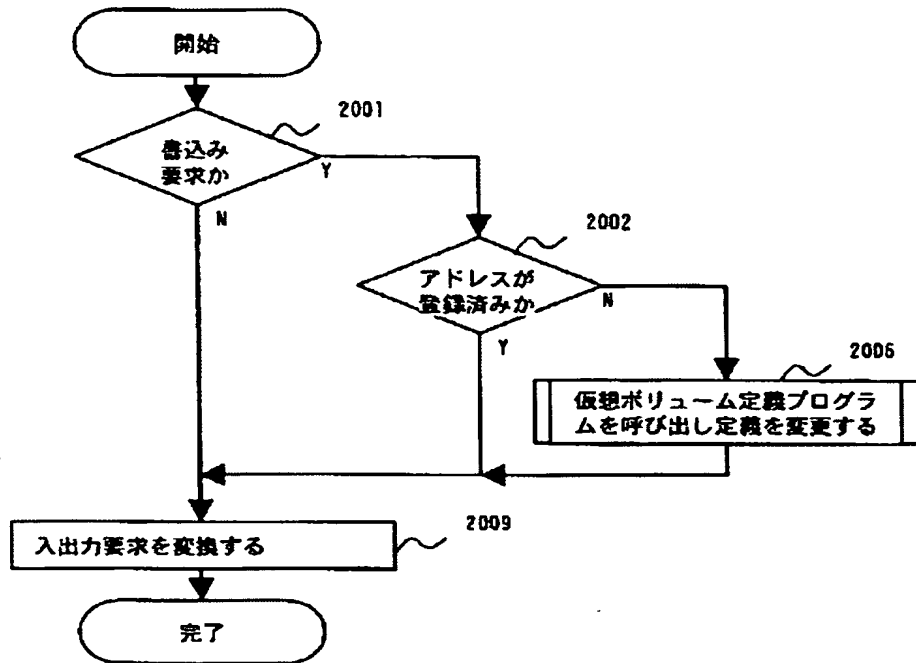 開始
2001
書込み
要求か
Y
N
2002
アドレスが
登録済みか
N
Y
2006
仮想ボリューム定義プログラ
ムを呼び出し定義を変更する
2009
入出力要求を変換する
完了